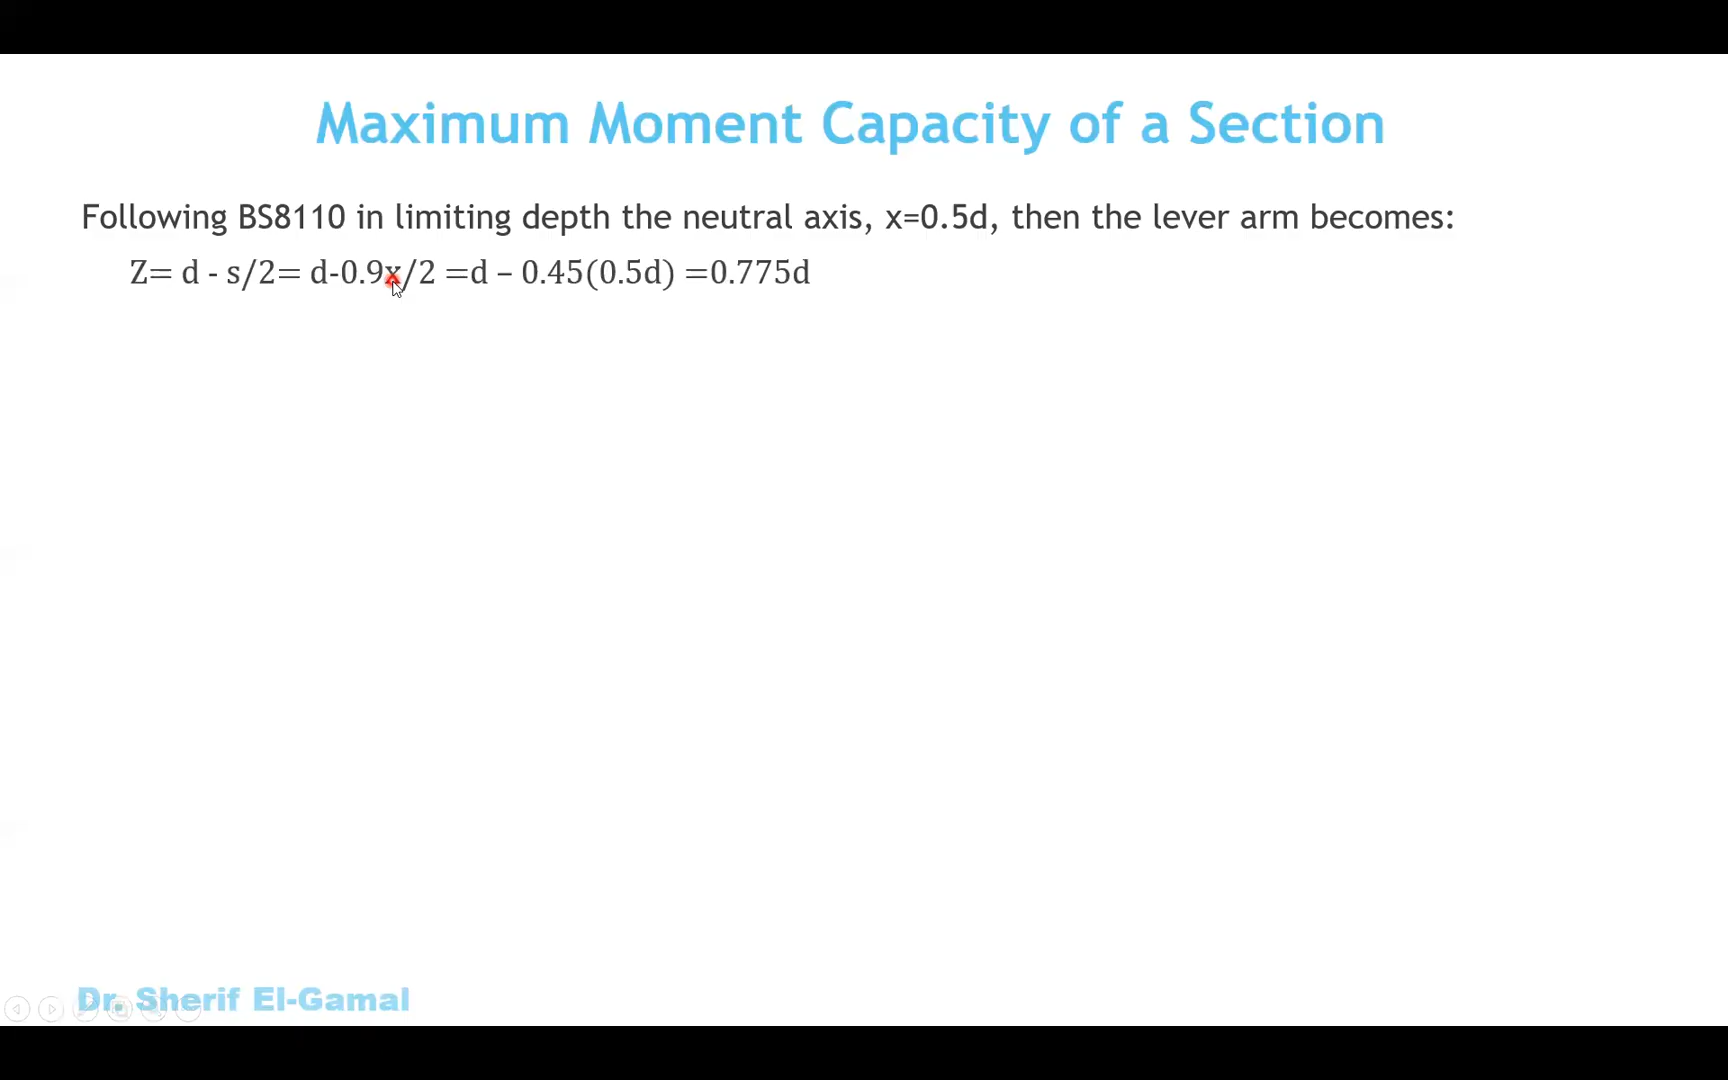 Maximum Moment Capacity of a Section
Following BS8110 in limiting depth the neutral axis, x=0.5d, then the lever arm becomes:
Z= d - s/2= d-0.9x/2 =d – 0.45(0.5d) =0.775d
Dr. Sherif El-Gamal